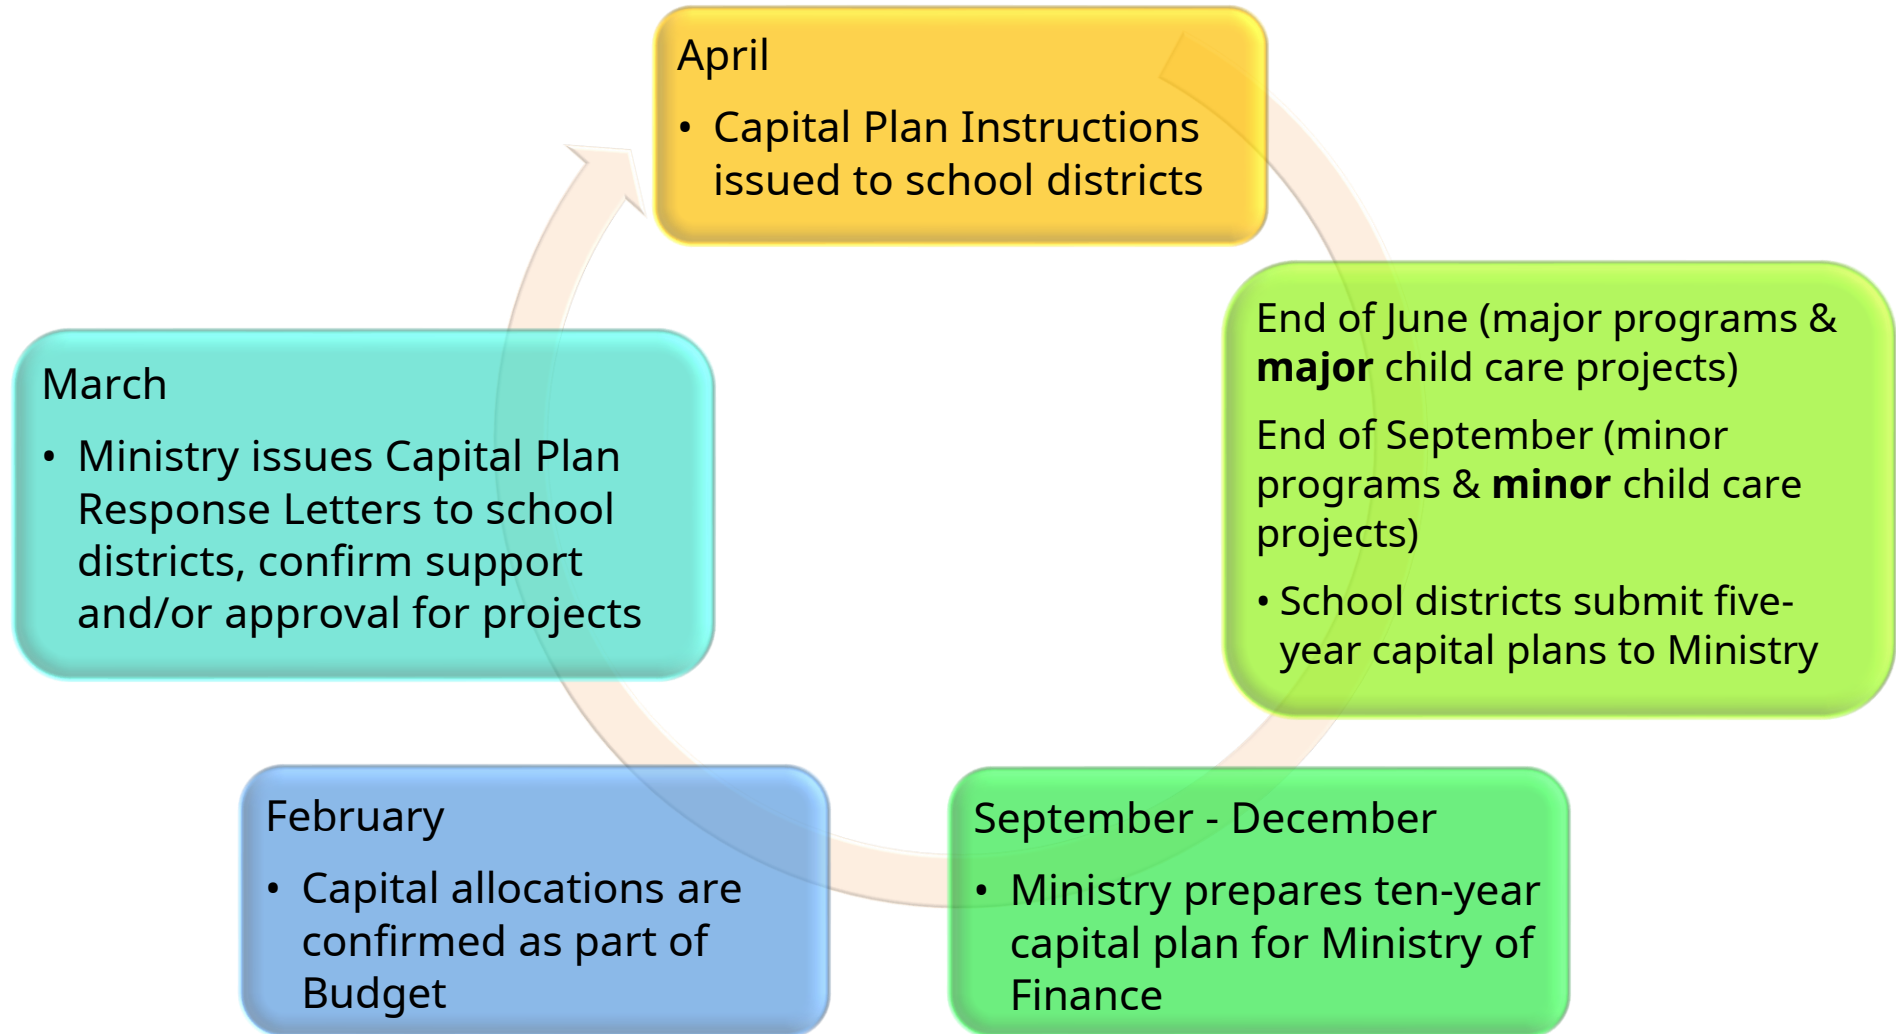 April
• Capital Plan Instructions
issued to school districts
End of June (major programs &
major child care projects)
End of September (minor
programs & minor child care
projects)
• School districts submit five-
year capital plans to Ministry
September - December
• Ministry prepares ten-year
capital plan for Ministry of
Finance
February
• Capital allocations are
confirmed as part of
Budget
March
• Ministry issues Capital Plan
Response Letters to school
districts, confirm support
and/or approval for projects